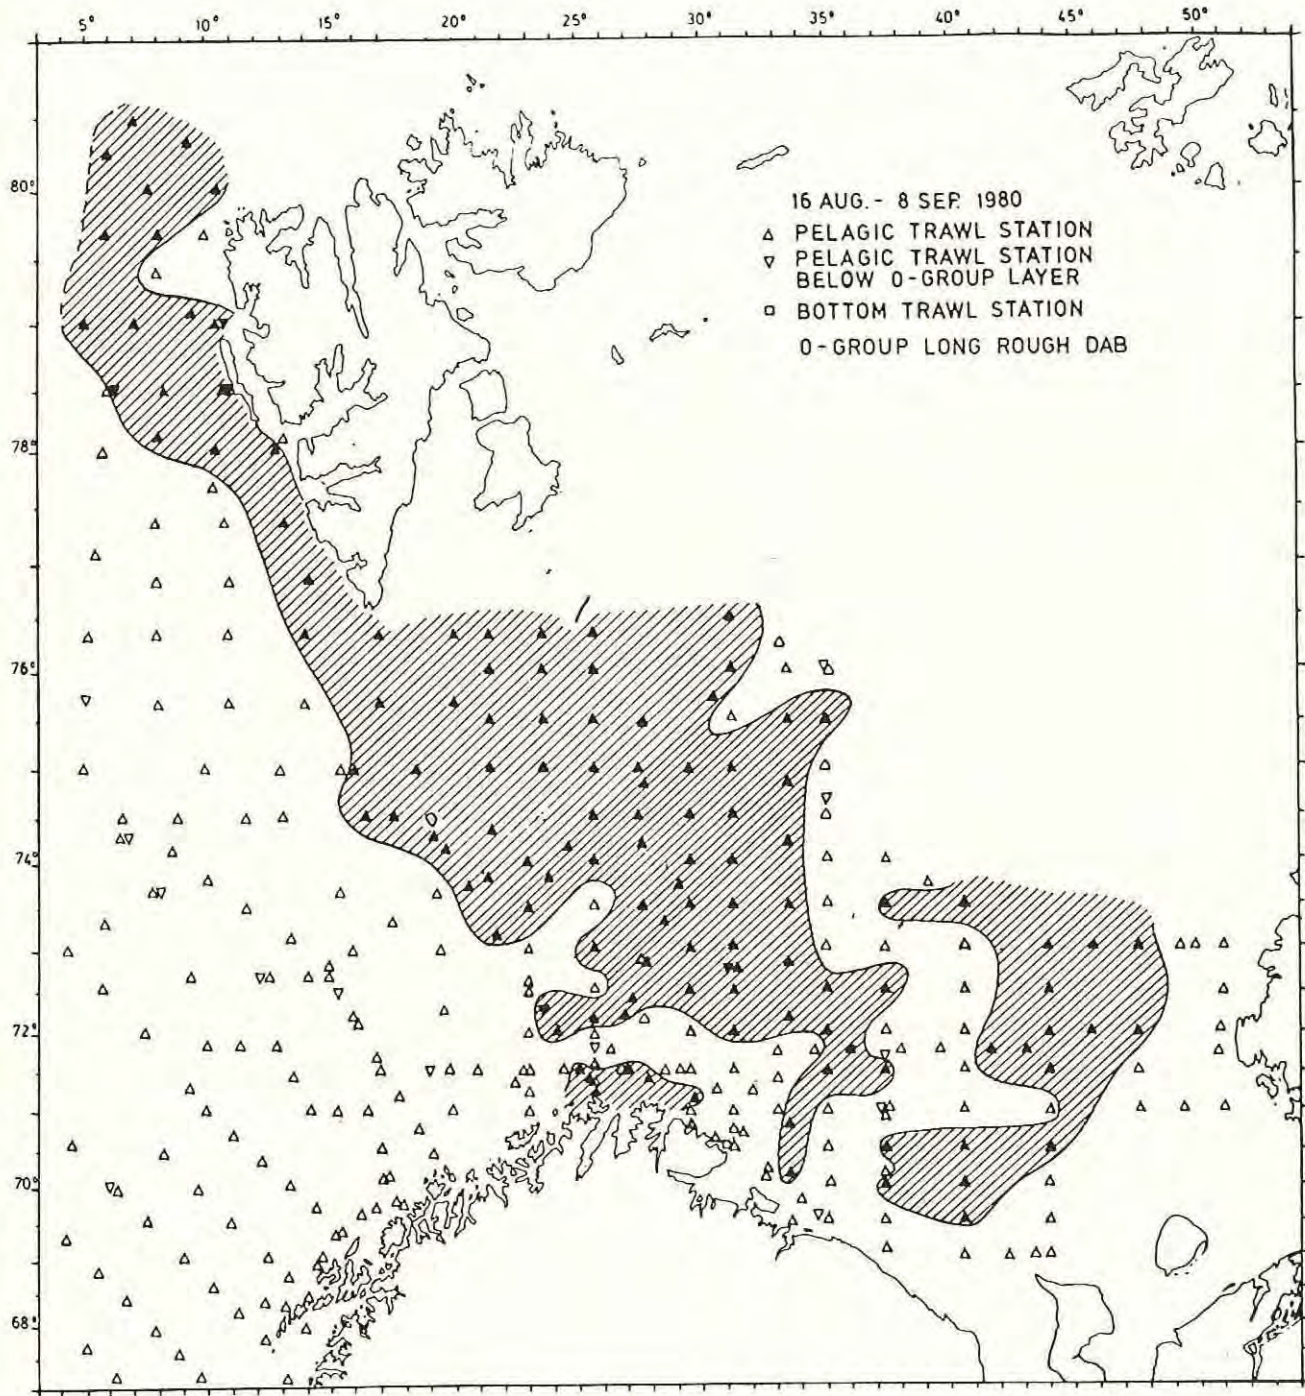 5° 10° 15° 20° 25° 30° 35° 40° 45° 50°
80°
16 AUG. - 8 SEP. 1980
PELAGIC TRAWL STATION
PELAGIC TRAWL STATION
BELOW 0-GROUP LAYER
BOTTOM TRAWL STATION
0-GROUP LONG ROUGH DAB
78°
76°
74°
72°
70°
68°